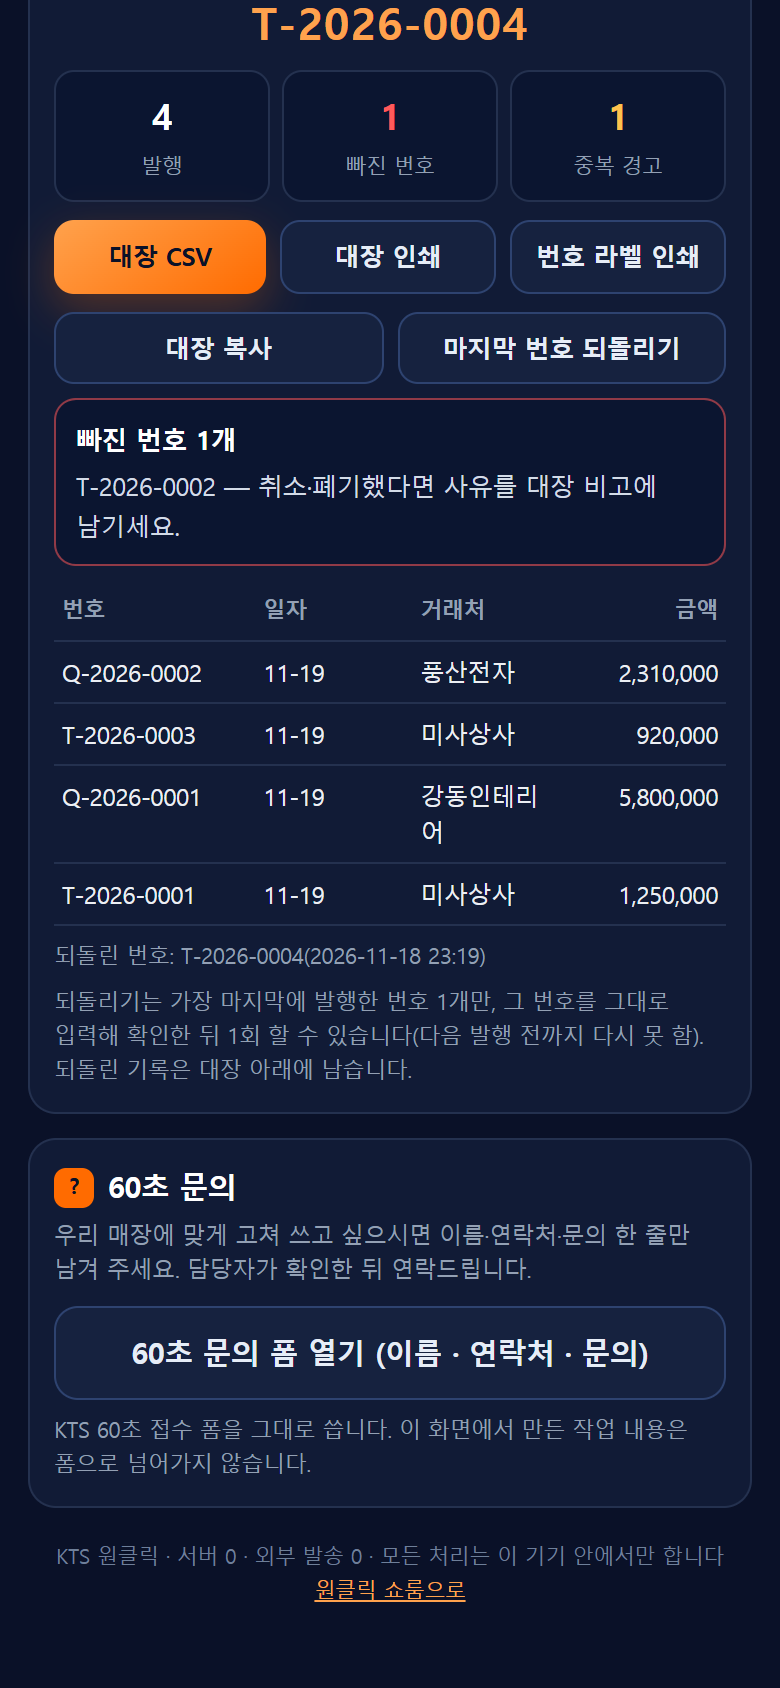 T-2026-0004
4
발행
1
빠진 번호
1
중복 경고
대장 CSV
대장 인쇄
번호 라벨 인쇄
대장 복사
마지막 번호 되돌리기
빠진 번호 1개
T-2026-0002 — 취소·폐기했다면 사유를 대장 비고에
남기세요.
번호 일자 거래처 금액
Q-2026-0002 11-19 풍산전자 2,310,000
T-2026-0003 11-19 미사상사 920,000
Q-2026-0001 11-19 강동인테리 5,800,000
어
T-2026-0001 11-19 미사상사 1,250,000
되돌린 번호: T-2026-0004(2026-11-18 23:19)
되돌리기는 가장 마지막에 발행한 번호 1개만, 그 번호를 그대로
입력해 확인한 뒤 1회 할 수 있습니다(다음 발행 전까지 다시 못 함).
되돌린 기록은 대장 아래에 남습니다.
? 60초 문의
우리 매장에 맞게 고쳐 쓰고 싶으시면 이름·연락처·문의 한 줄만
남겨 주세요. 담당자가 확인한 뒤 연락드립니다.
60초 문의 폼 열기 (이름 · 연락처 · 문의)
KTS 60초 접수 폼을 그대로 씁니다. 이 화면에서 만든 작업 내용은
폼으로 넘어가지 않습니다.
KTS 원클릭 · 서버 0 · 외부 발송 0 · 모든 처리는 이 기기 안에서만 합니다
원클릭 쇼룸으로